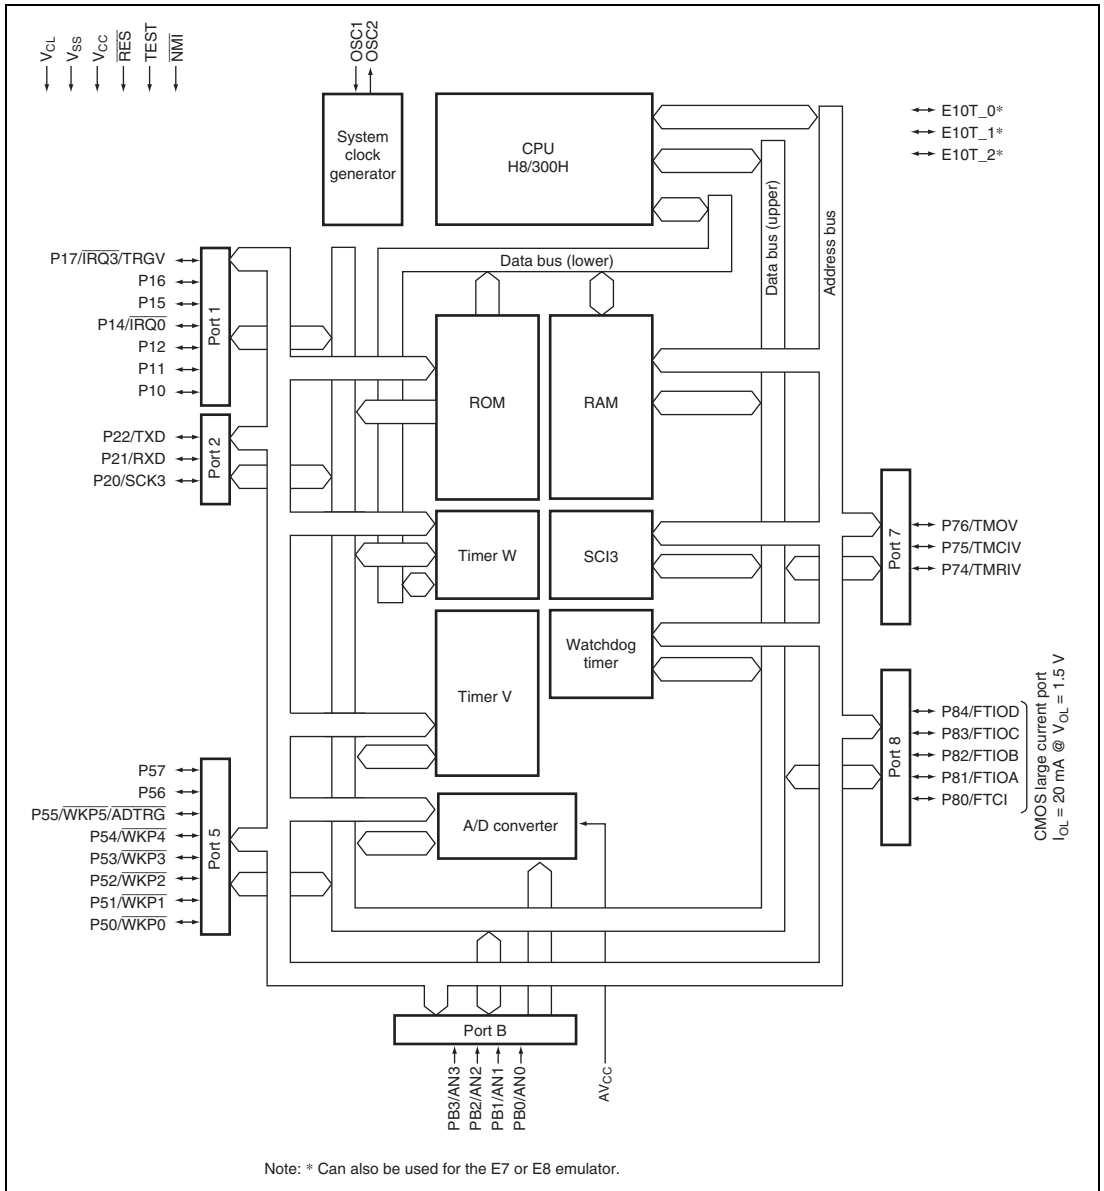 VCL
VSS
VCC
RES
TEST
NMI
OSC1
OSC2
System
clock
generator
CPU
H8/300H
E10T_0*
E10T_1*
E10T_2*
Data bus (lower)
Data bus (upper)
Address bus
P17/IRQ3/TRGV
P16
P15
P14/IRQ0
P12
P11
P10
Port 1
ROM
RAM
P22/TXD
P21/RXD
P20/SCK3
Port 2
Timer W
SCI3
P76/TMOV
P75/TMCIV
P74/TMRIV
Port 7
Timer V
Watchdog
timer
P84/FTIOD
P83/FTIOC
P82/FTIOB
P81/FTIOA
P80/FTCI
Port 8
CMOS large current port
IOL = 20 mA @ VOL = 1.5 V
P57
P56
P55/WKP5/ADTRG
P54/WKP4
P53/WKP3
P52/WKP2
P51/WKP1
P50/WKP0
Port 5
A/D converter
Port B
PB3/AN3
PB2/AN2
PB1/AN1
PB0/AN0
AVCC
Note: * Can also be used for the E7 or E8 emulator.